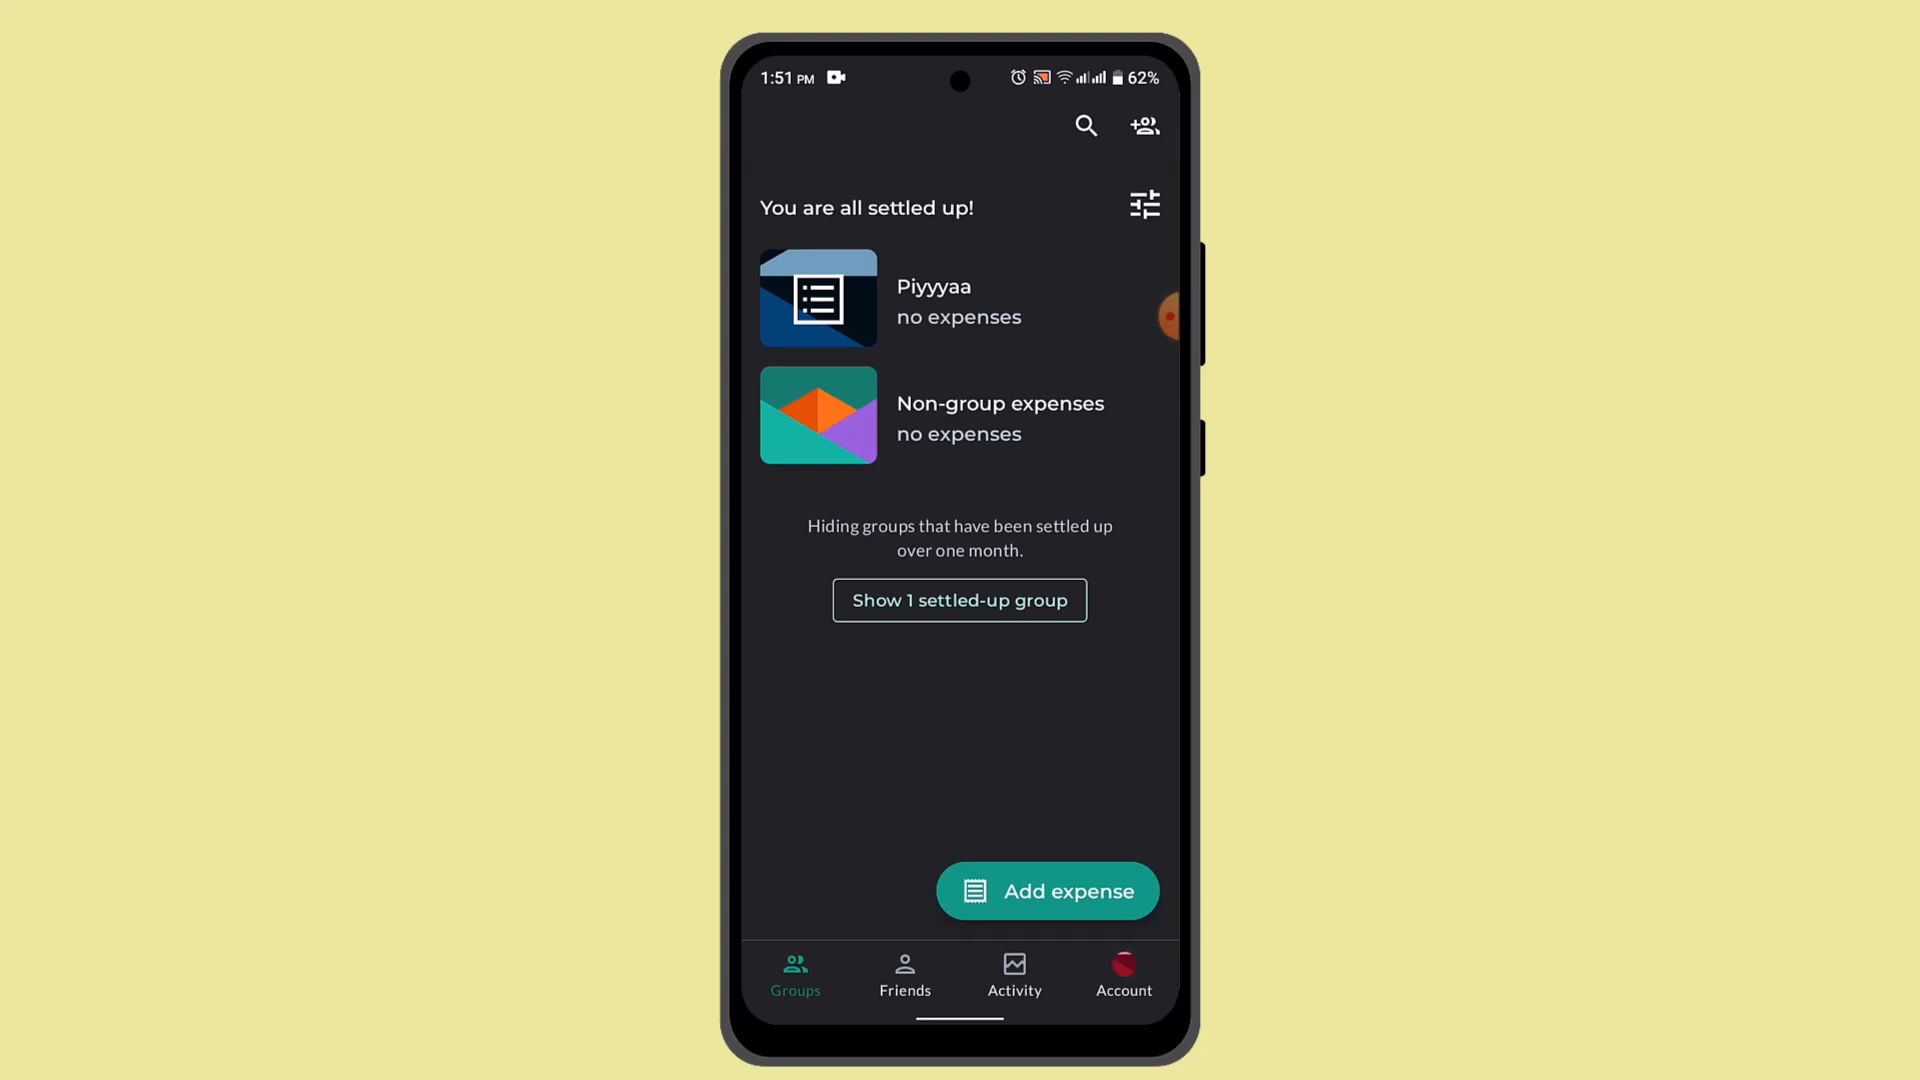 1:51 PM
62%
You are all settled up!
Piyyyaa
no expenses
Non-group expenses
no expenses
Hiding groups that have been settled up
over one month.
Show 1 settled-up group
Add expense
Groups
Friends
Activity
Account